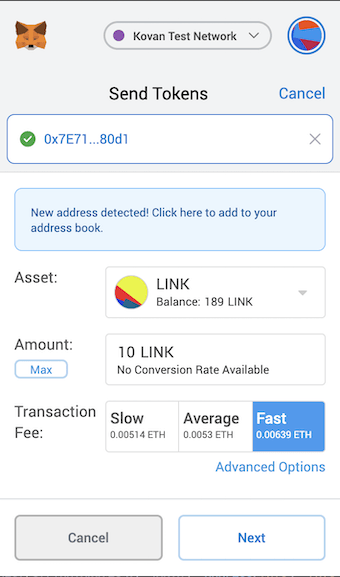 Kovan Test Network
Send Tokens
Cancel
0x7E71...80d1
New address detected! Click here to add to your
address book.
Asset:
LINK
Balance: 189 LINK
Amount:
Max
10 LINK
No Conversion Rate Available
Transaction
Fee:
Slow
0.00514 ETH
Average
0.0053 ETH
Fast
0.00639 ETH
Advanced Options
Cancel
Next